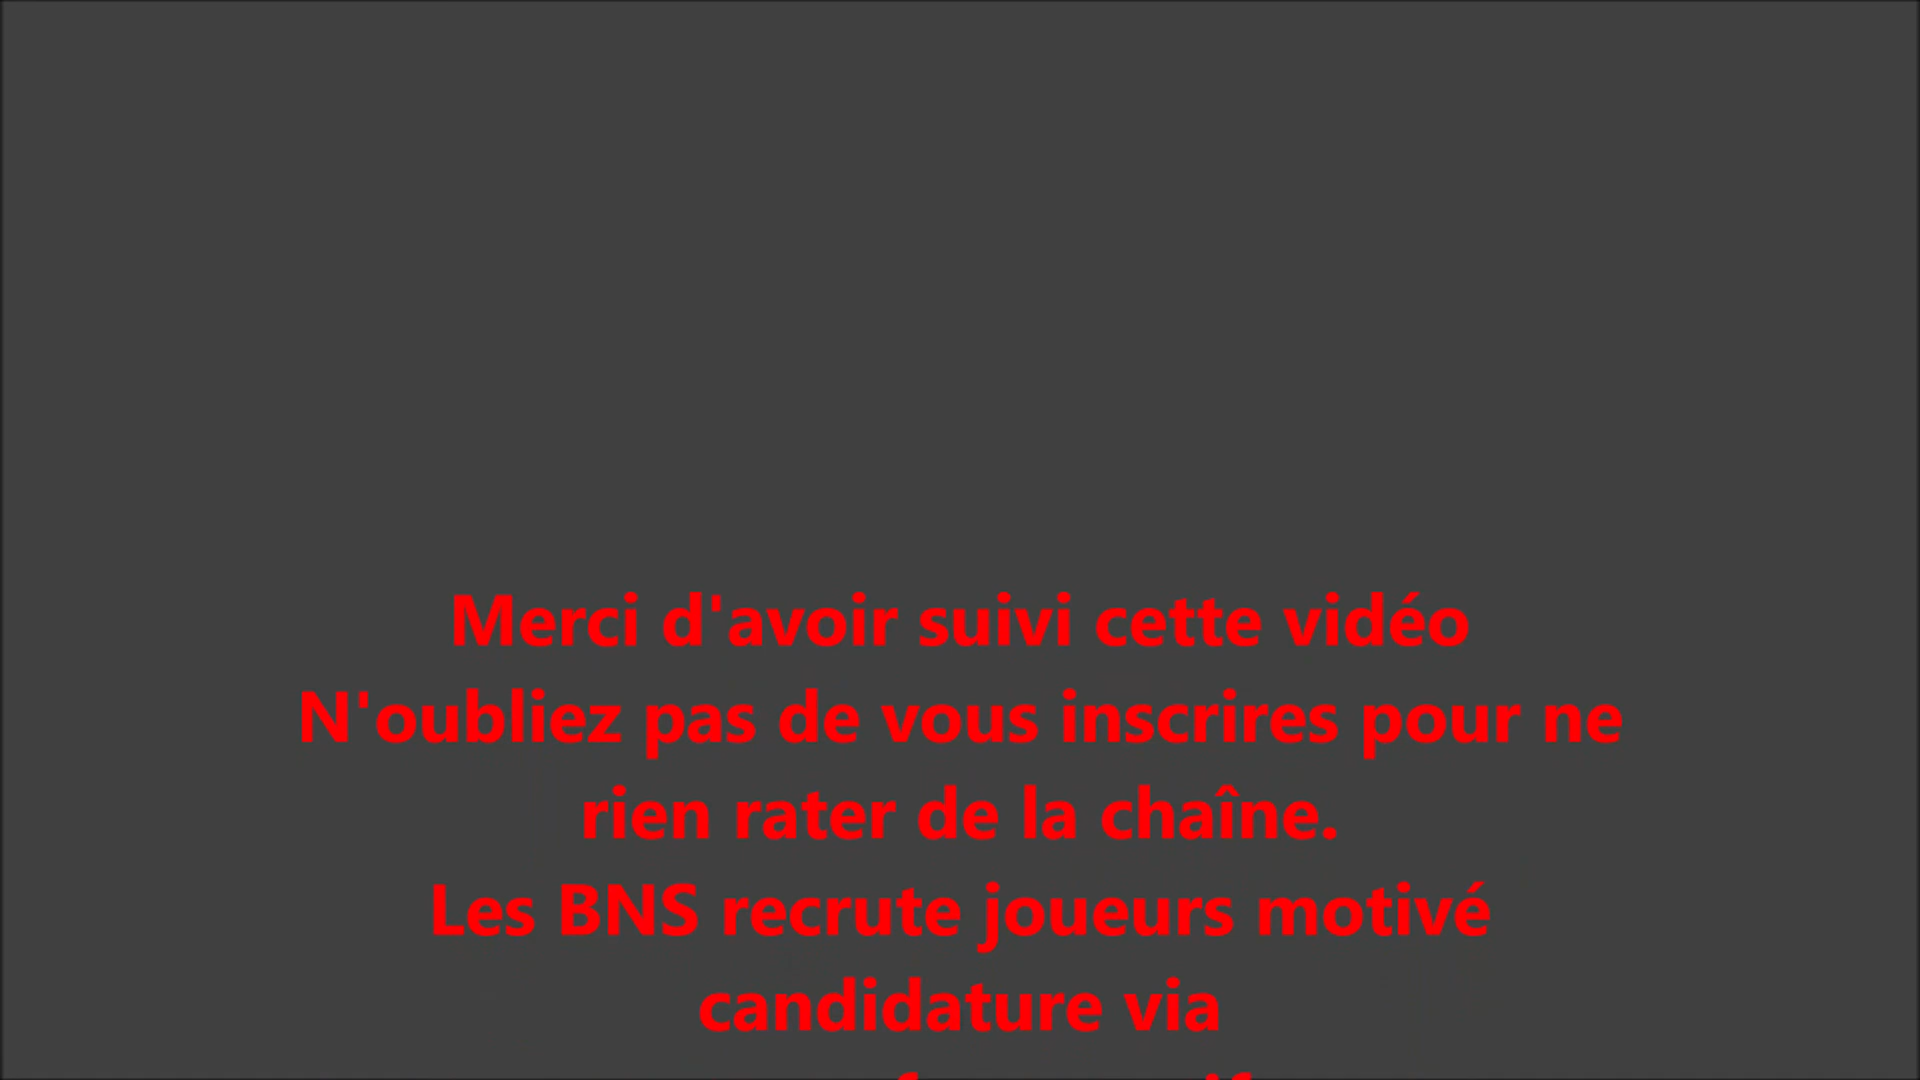 Merci d'avoir suivi cette vidéo
N'oubliez pas de vous inscrires pour ne
rien rater de la chaîne.
Les BNS recrute joueurs motivé
candidature via